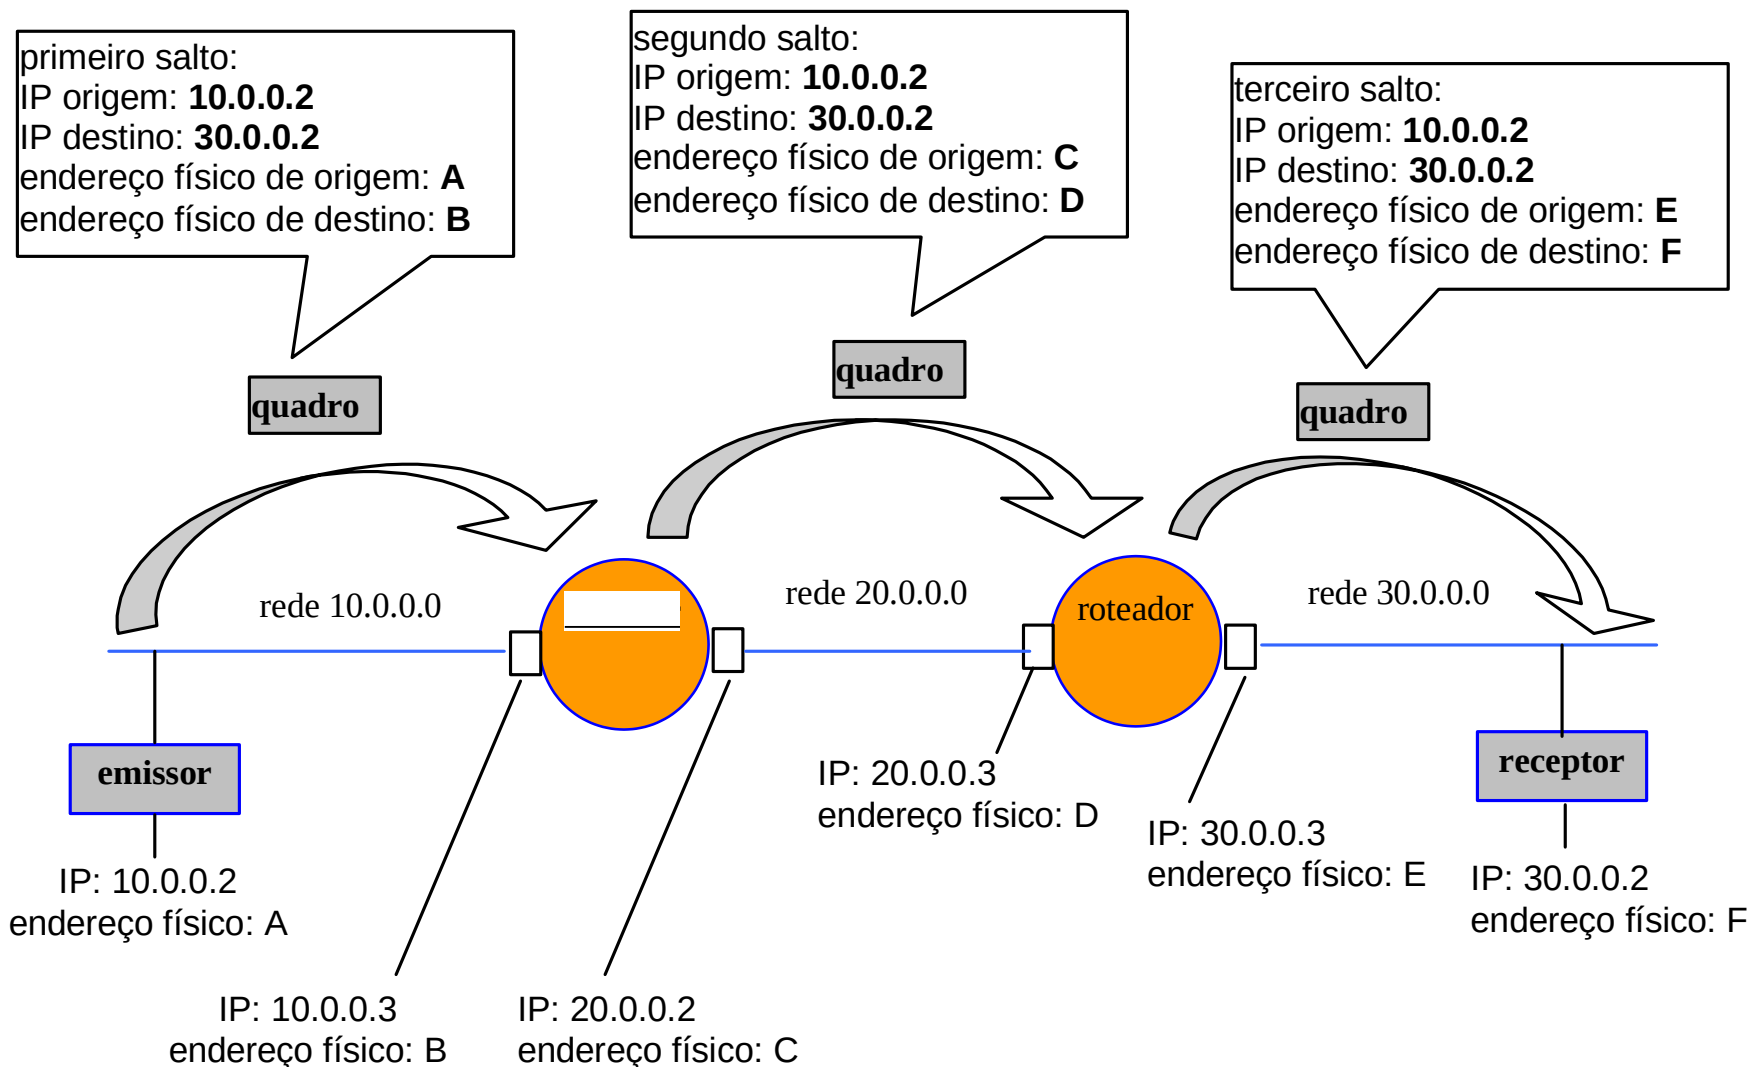 primeiro salto:
IP origem: 10.0.0.2
IP destino: 30.0.0.2
endereço físico de origem: A
endereço físico de destino: B
segundo salto:
IP origem: 10.0.0.2
IP destino: 30.0.0.2
endereço físico de origem: C
endereço físico de destino: D
terceiro salto:
IP origem: 10.0.0.2
IP destino: 30.0.0.2
endereço físico de origem: E
endereço físico de destino: F
quadro
quadro
quadro
rede 10.0.0.0
rede 20.0.0.0
roteador
rede 30.0.0.0
emissor
receptor
IP: 10.0.0.2
endereço físico: A
IP: 10.0.0.3
endereço físico: B
IP: 20.0.0.2
endereço físico: C
IP: 20.0.0.3
endereço físico: D
IP: 30.0.0.3
endereço físico: E
IP: 30.0.0.2
endereço físico: F